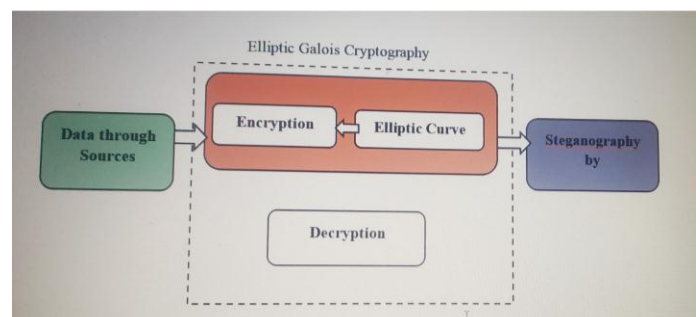 Elliptic Galois Cryptography
Data through
Sources
Encryption
Elliptic Curve
Steganography
by
Decryption